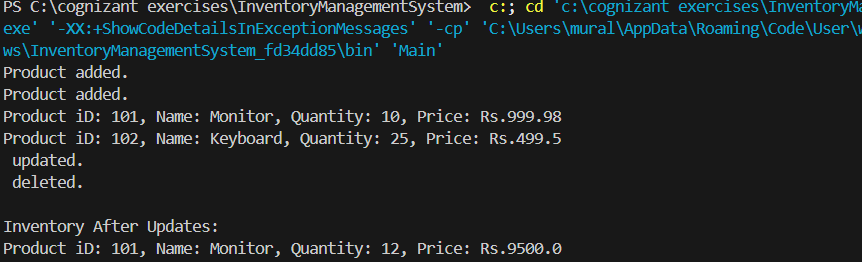 PS C:\cognizant exercises\InventoryManagementSystem>  c:; cd 'c:\cognizant exercises\InventoryMa
exe' '-XX:+ShowCodeDetailsInExceptionMessages' '-cp' 'C:\Users\mural\AppData\Roaming\Code\User\w
ws\InventoryManagementSystem_fd34dd85\bin' 'Main'
Product added.
Product added.
Product iD: 101, Name: Monitor, Quantity: 10, Price: Rs.999.98
Product iD: 102, Name: Keyboard, Quantity: 25, Price: Rs.499.5
 updated.
 deleted.

Inventory After Updates:
Product iD: 101, Name: Monitor, Quantity: 12, Price: Rs.9500.0